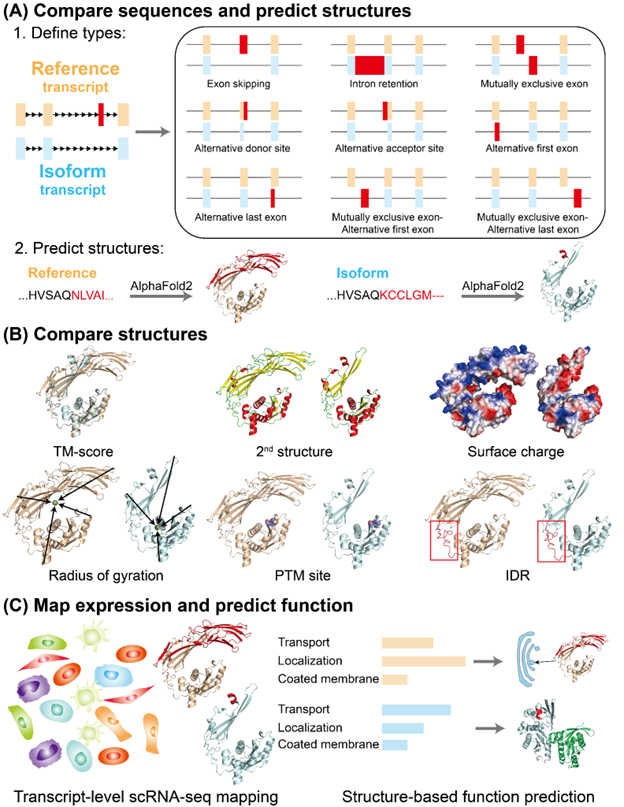 (A) Compare sequences and predict structures
1. Define types:
Reference
transcript
Isoform
transcript
Exon skipping
Intron retention
Mutually exclusive exon
Alternative donor site
Alternative acceptor site
Alternative first exon
Alternative last exon
Mutually exclusive exon-
Alternative first exon
Mutually exclusive exon-
Alternative last exon
2. Predict structures:
Reference
...HVSAQNLVAI...
AlphaFold2
Isoform
...HVSAQKCCLGM---
AlphaFold2
(B) Compare structures
TM-score
2nd structure
Surface charge
Radius of gyration
PTM site
IDR
(C) Map expression and predict function
Transport
Localization
Coated membrane
Transport
Localization
Coated membrane
Transcript-level scRNA-seq mapping
Structure-based function prediction